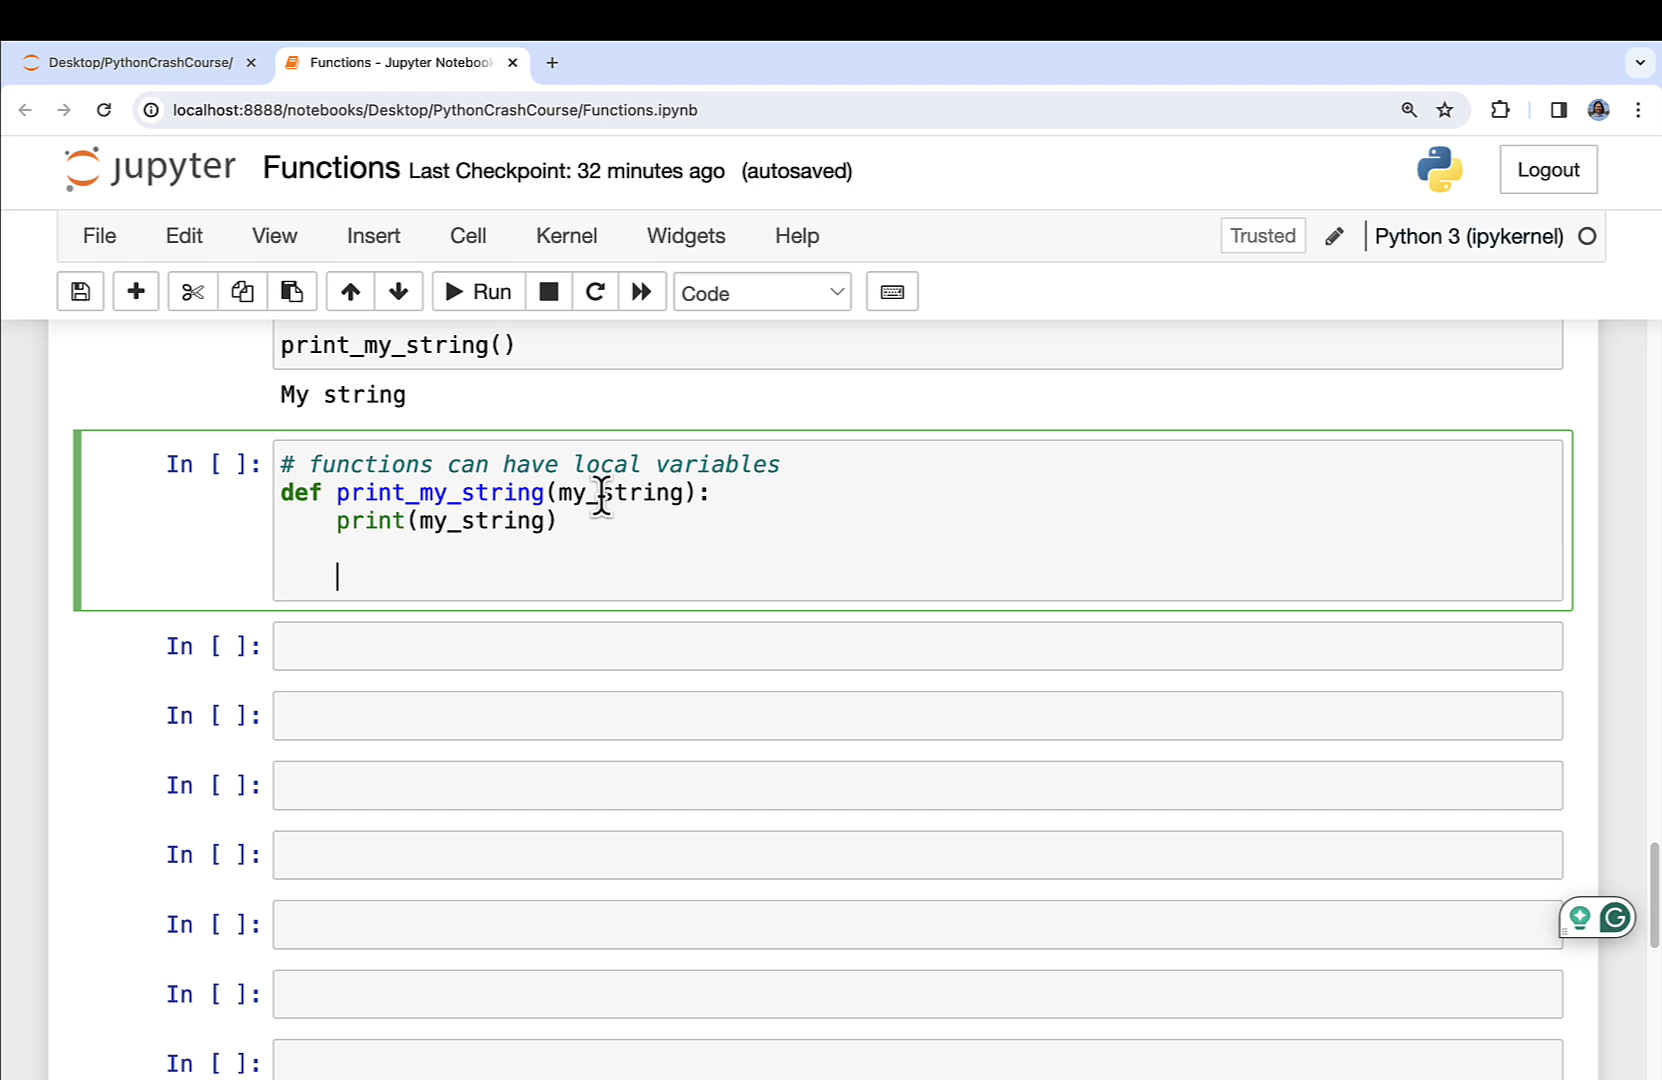 Desktop/PythonCrashCourse/
Functions - Jupyter Notebook
localhost:8888/notebooks/Desktop/PythonCrashCourse/Functions.ipynb
jupyter Functions Last Checkpoint: 32 minutes ago (autosaved)
Logout
File Edit View Insert Cell Kernel Widgets Help
Trusted
Python 3 (ipykernel)
Run
Code
print_my_string()
My string
In [ ]: # functions can have local variables
def print_my_string(my_string):
print(my_string)
In [ ]:
In [ ]:
In [ ]:
In [ ]:
In [ ]:
In [ ]:
In [ ]: